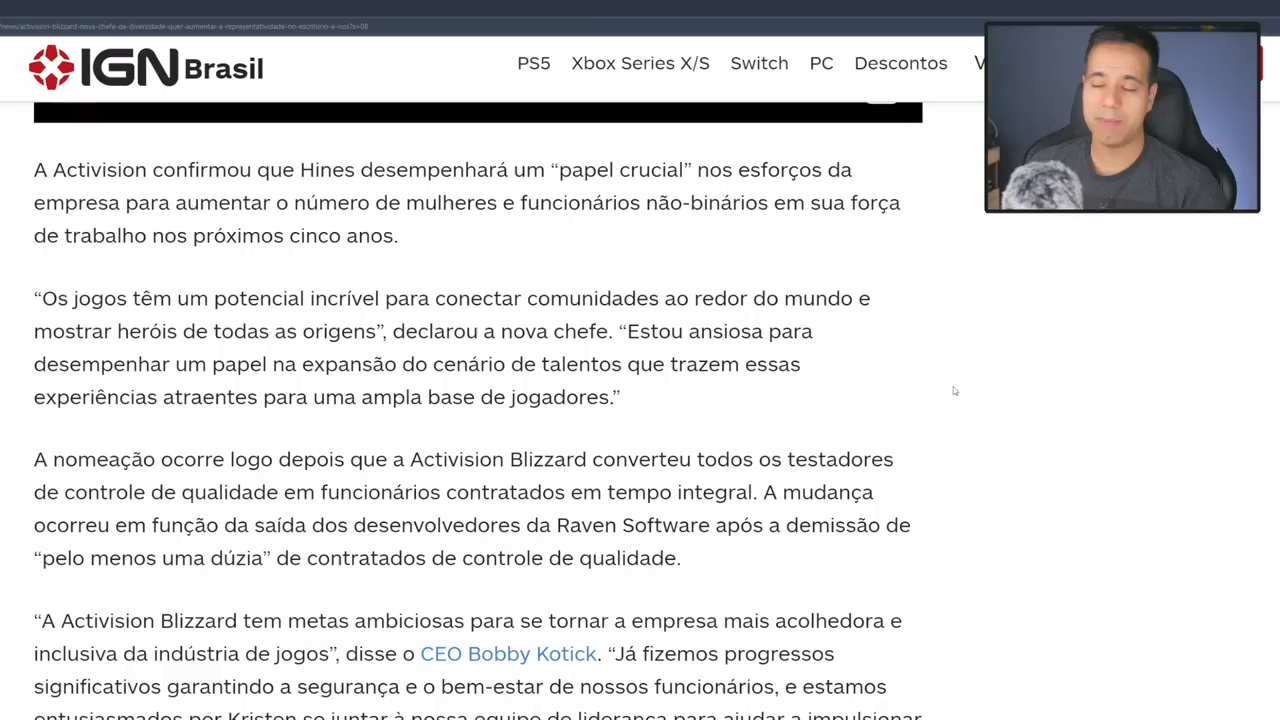 /news/activision-blizzard-nova-chefe-de-diversidade-quer-aumentar-a-representatividade-no-escritorio-e-nos?x=08
IGN Brasil
PS5 Xbox Series X/S Switch PC Descontos V
A Activision confirmou que Hines desempenhará um “papel crucial” nos esforços da
empresa para aumentar o número de mulheres e funcionários não-binários em sua força
de trabalho nos próximos cinco anos.
“Os jogos têm um potencial incrível para conectar comunidades ao redor do mundo e
mostrar heróis de todas as origens”, declarou a nova chefe. “Estou ansiosa para
desempenhar um papel na expansão do cenário de talentos que trazem essas
experiências atraentes para uma ampla base de jogadores.”
A nomeação ocorre logo depois que a Activision Blizzard converteu todos os testadores
de controle de qualidade em funcionários contratados em tempo integral. A mudança
ocorreu em função da saída dos desenvolvedores da Raven Software após a demissão de
“pelo menos uma dúzia” de contratados de controle de qualidade.
“A Activision Blizzard tem metas ambiciosas para se tornar a empresa mais acolhedora e
inclusiva da indústria de jogos”, disse o CEO Bobby Kotick. “Já fizemos progressos
significativos garantindo a segurança e o bem-estar de nossos funcionários, e estamos
entusiasmados por Kristen se juntar à nossa equipe de liderança para ajudar a impulsionar